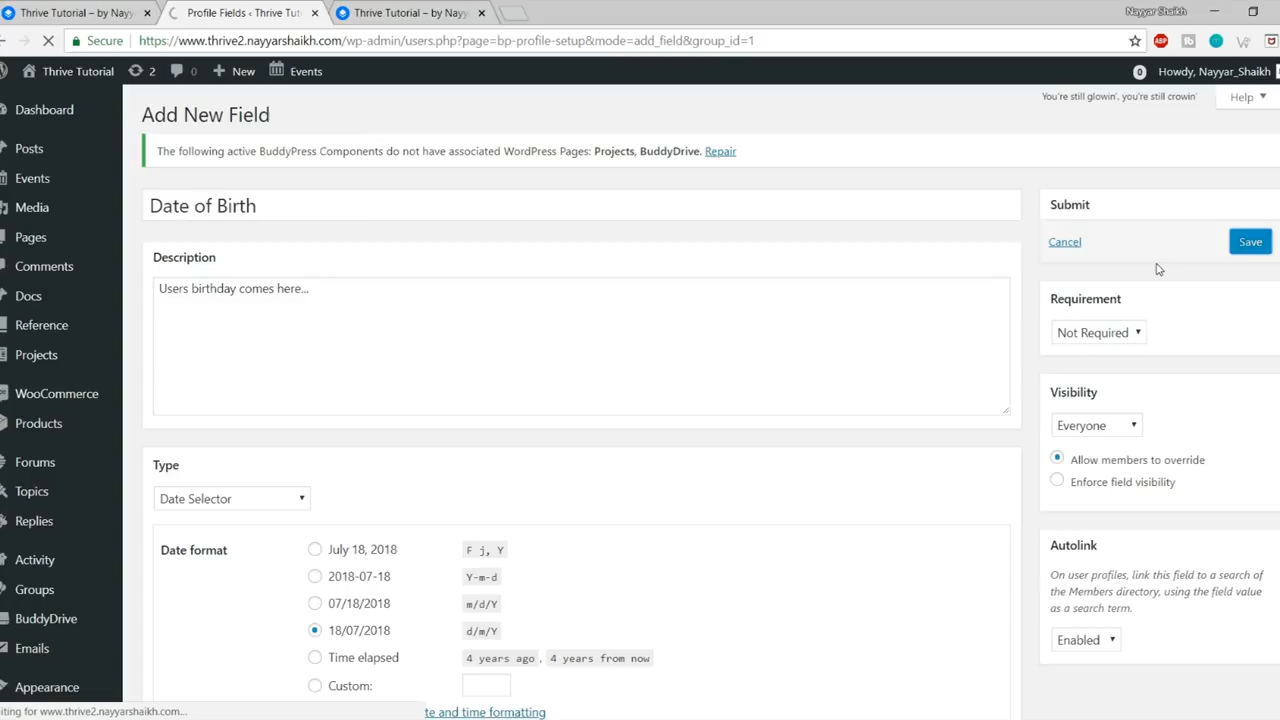 Thrive Tutorial – by Nayy
Profile Fields ‹ Thrive Tut
Thrive Tutorial – by Nayy
Nayyar Shaikh
Secure
https://www.thrive2.nayyarshaikh.com/wp-admin/users.php?page=bp-profile-setup&mode=add_field&group_id=1
ABP
Thrive Tutorial
2
0
New
Events
0
Howdy, Nayyar_Shaikh
Dashboard
Posts
Events
Media
Pages
Comments
Docs
Reference
Projects
WooCommerce
Products
Forums
Topics
Replies
Activity
Groups
BuddyDrive
Emails
Appearance
You're still glowin', you're still crowin'
Help
Add New Field
The following active BuddyPress Components do not have associated WordPress Pages: Projects, BuddyDrive. Repair
Date of Birth
Description
Users birthday comes here...
Type
Date Selector
Date format
July 18, 2018 F j, Y
2018-07-18 Y-m-d
07/18/2018 m/d/Y
18/07/2018 d/m/Y
Time elapsed 4 years ago, 4 years from now
Custom:
te and time formatting
Submit
Cancel
Save
Requirement
Not Required
Visibility
Everyone
Allow members to override
Enforce field visibility
Autolink
On user profiles, link this field to a search of
the Members directory, using the field value
as a search term.
Enabled
iting for www.thrive2.nayyarshaikh.com...